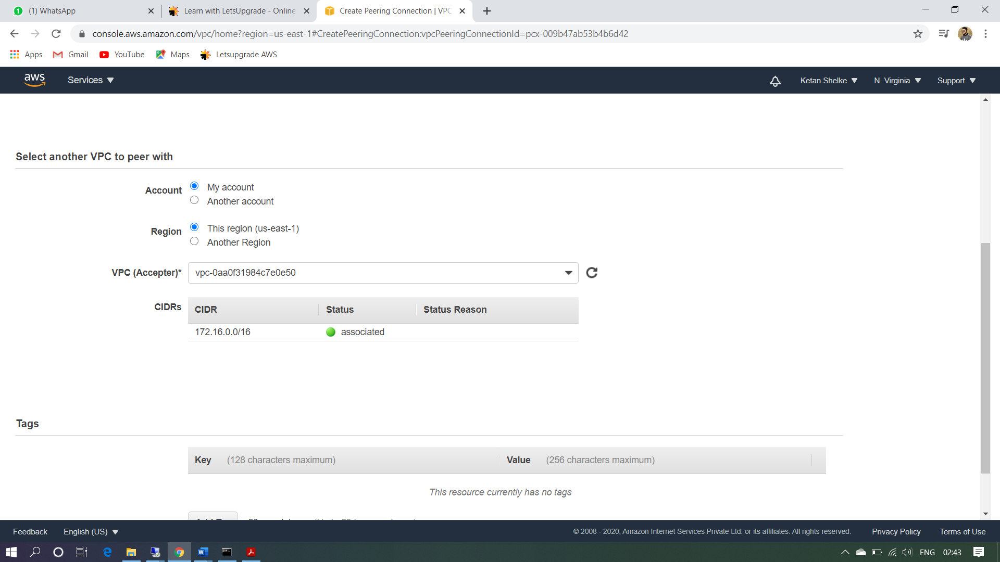 (1) WhatsApp
Learn with LetsUpgrade - Online
Create Peering Connection | VPC
console.aws.amazon.com/vpc/home?region=us-east-1#CreatePeeringConnection:vpcPeeringConnectionId=pcx-009b47ab53b4b6d42
Apps
Gmail
YouTube
Maps
Letsupgrade AWS
aws
Services
Ketan Shelke
N. Virginia
Support
Select another VPC to peer with
Account
My account
Another account
Region
This region (us-east-1)
Another Region
VPC (Accepter)*
vpc-0aa0f31984c7e0e50
CIDRs
CIDR
Status
Status Reason
172.16.0.0/16
associated
Tags
Key (128 characters maximum)
Value (256 characters maximum)
This resource currently has no tags
Feedback
English (US)
© 2008 - 2020, Amazon Internet Services Private Ltd. or its affiliates. All rights reserved.
Privacy Policy
Terms of Use
ENG
02:43